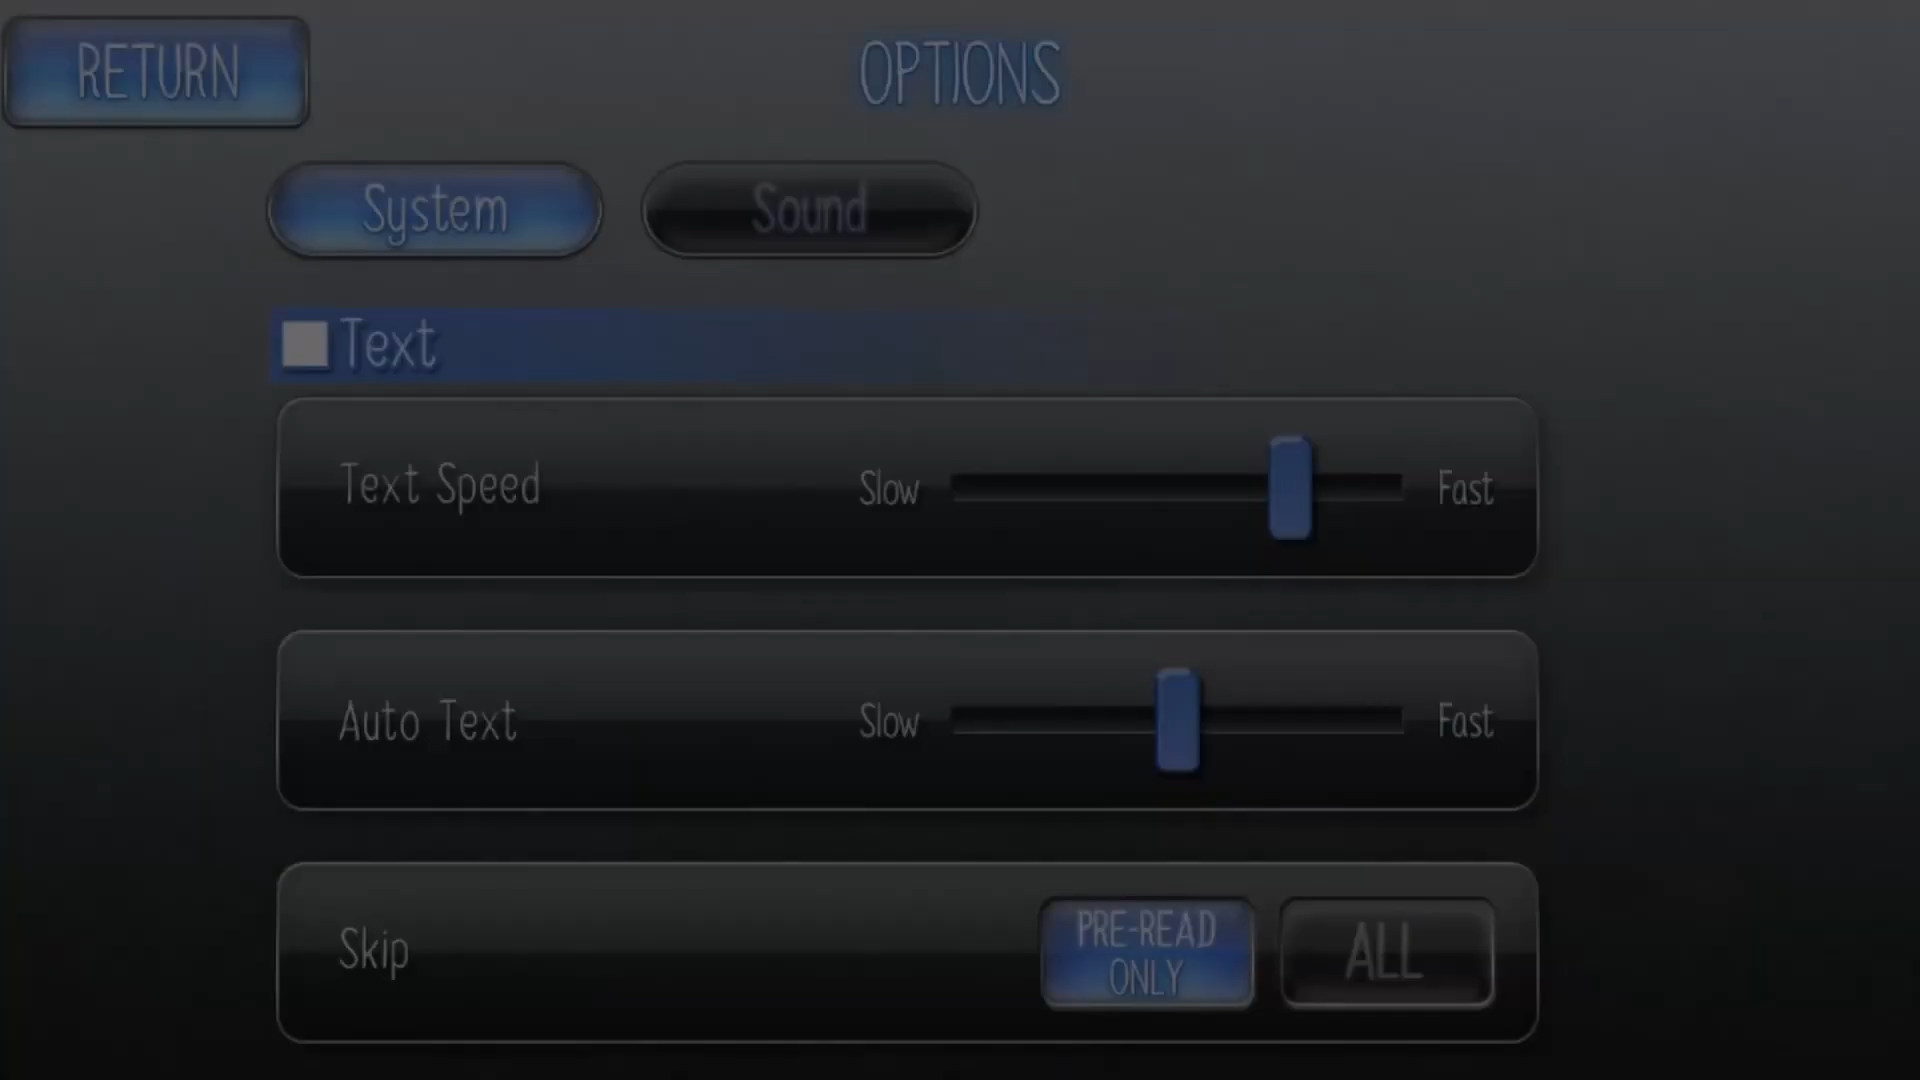 RETURN
OPTIONS
System
Sound
Text
Text Speed
Slow
Fast
Auto Text
Slow
Fast
Skip
PRE-READ
ONLY
ALL